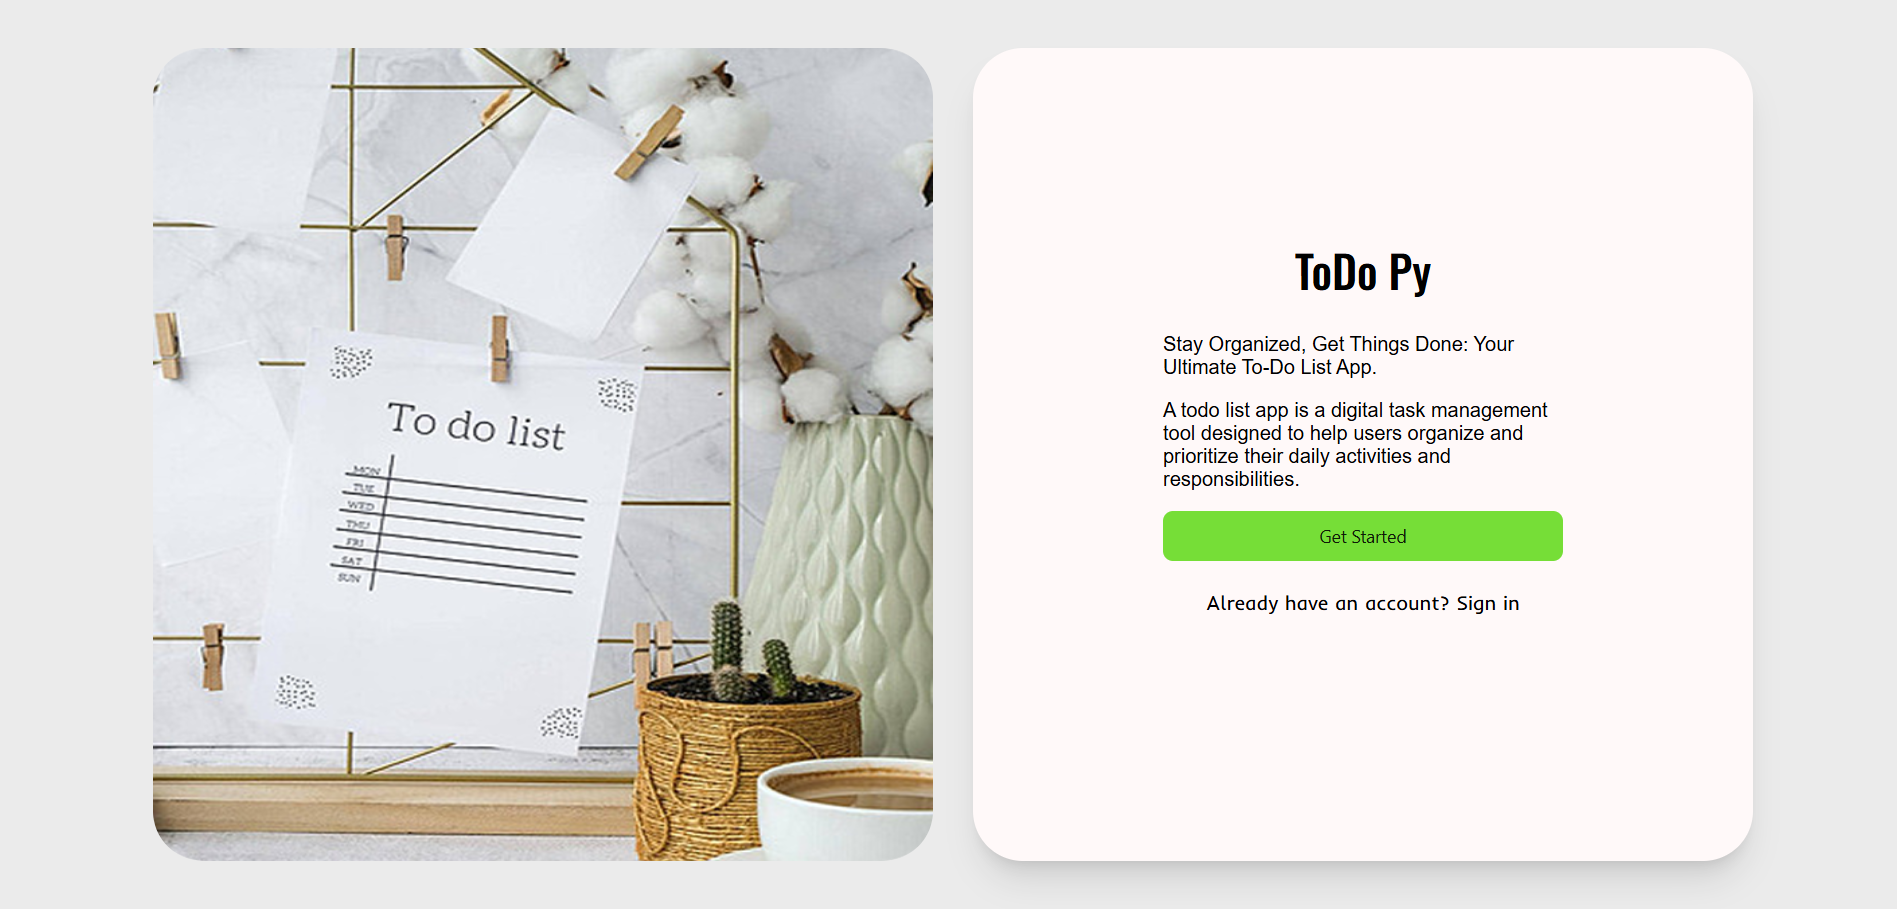 To do list
MON
TUE
WED
THU
FRI
SAT
SUN
ToDo Py
Stay Organized, Get Things Done: Your
Ultimate To-Do List App.
A todo list app is a digital task management
tool designed to help users organize and
prioritize their daily activities and
responsibilities.
Get Started
Already have an account? Sign in